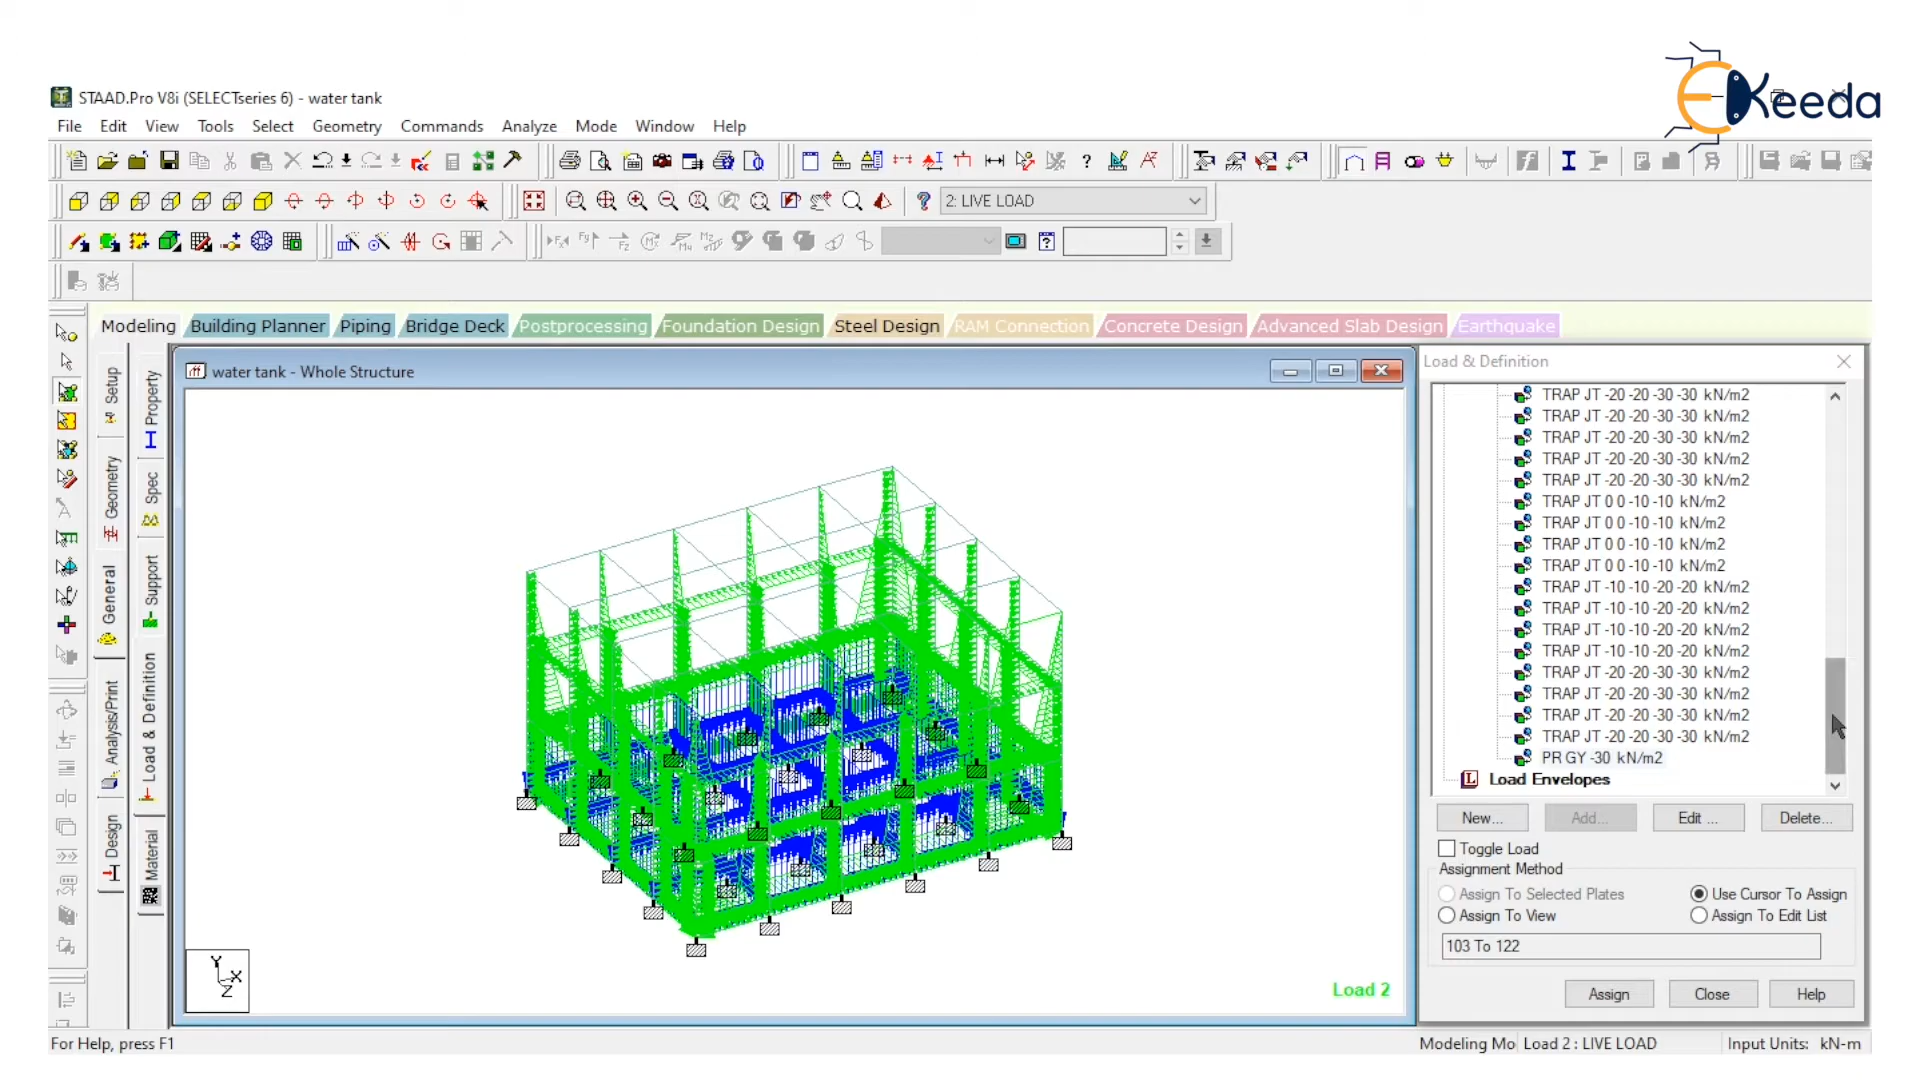 EKeeda
STAAD.Pro V8i (SELECTseries 6) - water tank
File Edit View Tools Select Geometry Commands Analyze Mode Window Help
2: LIVE LOAD
Modeling Building Planner Piping Bridge Deck Postprocessing Foundation Design Steel Design RAM Connection Concrete Design Advanced Slab Design Earthquake
Setup
Geometry
General
Analysis/Print
Design
Property
Spec
Support
Load & Definition
Material
water tank - Whole Structure
Y
X
Z
Load 2
Load & Definition
TRAP JT -20 -20 -30 -30 kN/m2
TRAP JT -20 -20 -30 -30 kN/m2
TRAP JT -20 -20 -30 -30 kN/m2
TRAP JT -20 -20 -30 -30 kN/m2
TRAP JT -20 -20 -30 -30 kN/m2
TRAP JT 0 0 -10 -10 kN/m2
TRAP JT 0 0 -10 -10 kN/m2
TRAP JT 0 0 -10 -10 kN/m2
TRAP JT 0 0 -10 -10 kN/m2
TRAP JT -10 -10 -20 -20 kN/m2
TRAP JT -10 -10 -20 -20 kN/m2
TRAP JT -10 -10 -20 -20 kN/m2
TRAP JT -10 -10 -20 -20 kN/m2
TRAP JT -20 -20 -30 -30 kN/m2
TRAP JT -20 -20 -30 -30 kN/m2
TRAP JT -20 -20 -30 -30 kN/m2
TRAP JT -20 -20 -30 -30 kN/m2
PR GY -30 kN/m2
Load Envelopes
New... Add... Edit ... Delete...
Toggle Load
Assignment Method
Assign To Selected Plates Use Cursor To Assign
Assign To View Assign To Edit List
103 To 122
Assign Close Help
For Help, press F1
Modeling Mo Load 2 : LIVE LOAD Input Units: kN-m